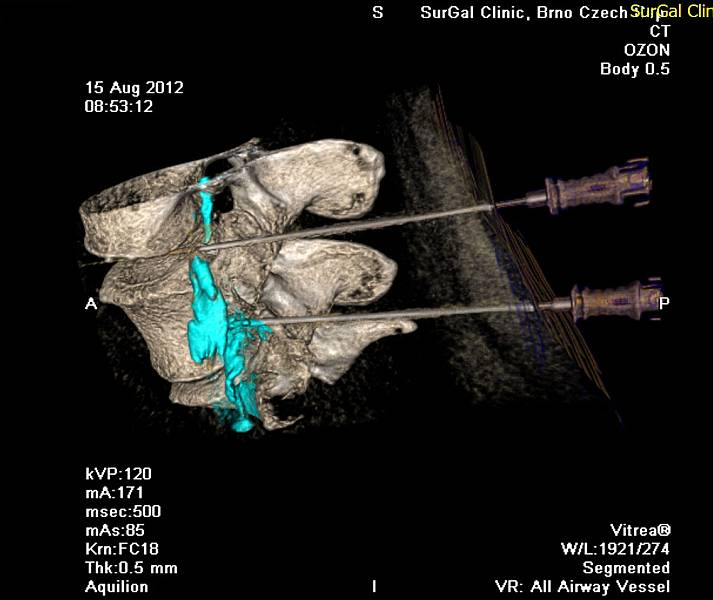 S
SurGal Clinic, Brno Czech
SurGal Clin
CT
OZON
Body 0.5
15 Aug 2012
08:53:12
A
P
kVP:120
mA:171
msec:500
mAs:85
Krn:FC18
Thk:0.5 mm
Aquilion
I
Vitrea®
W/L:1921/274
Segmented
VR: All Airway Vessel